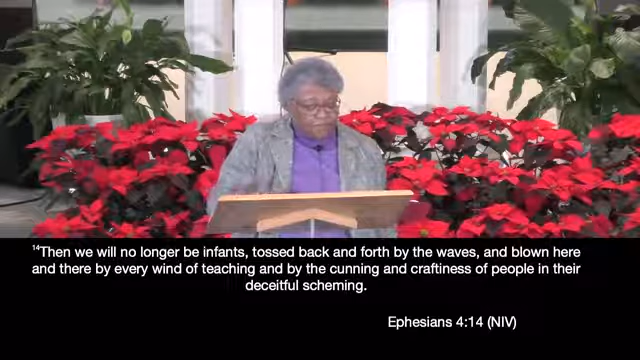 ¹⁴Then we will no longer be infants, tossed back and forth by the waves, and blown here
and there by every wind of teaching and by the cunning and craftiness of people in their
deceitful scheming.
Ephesians 4:14 (NIV)